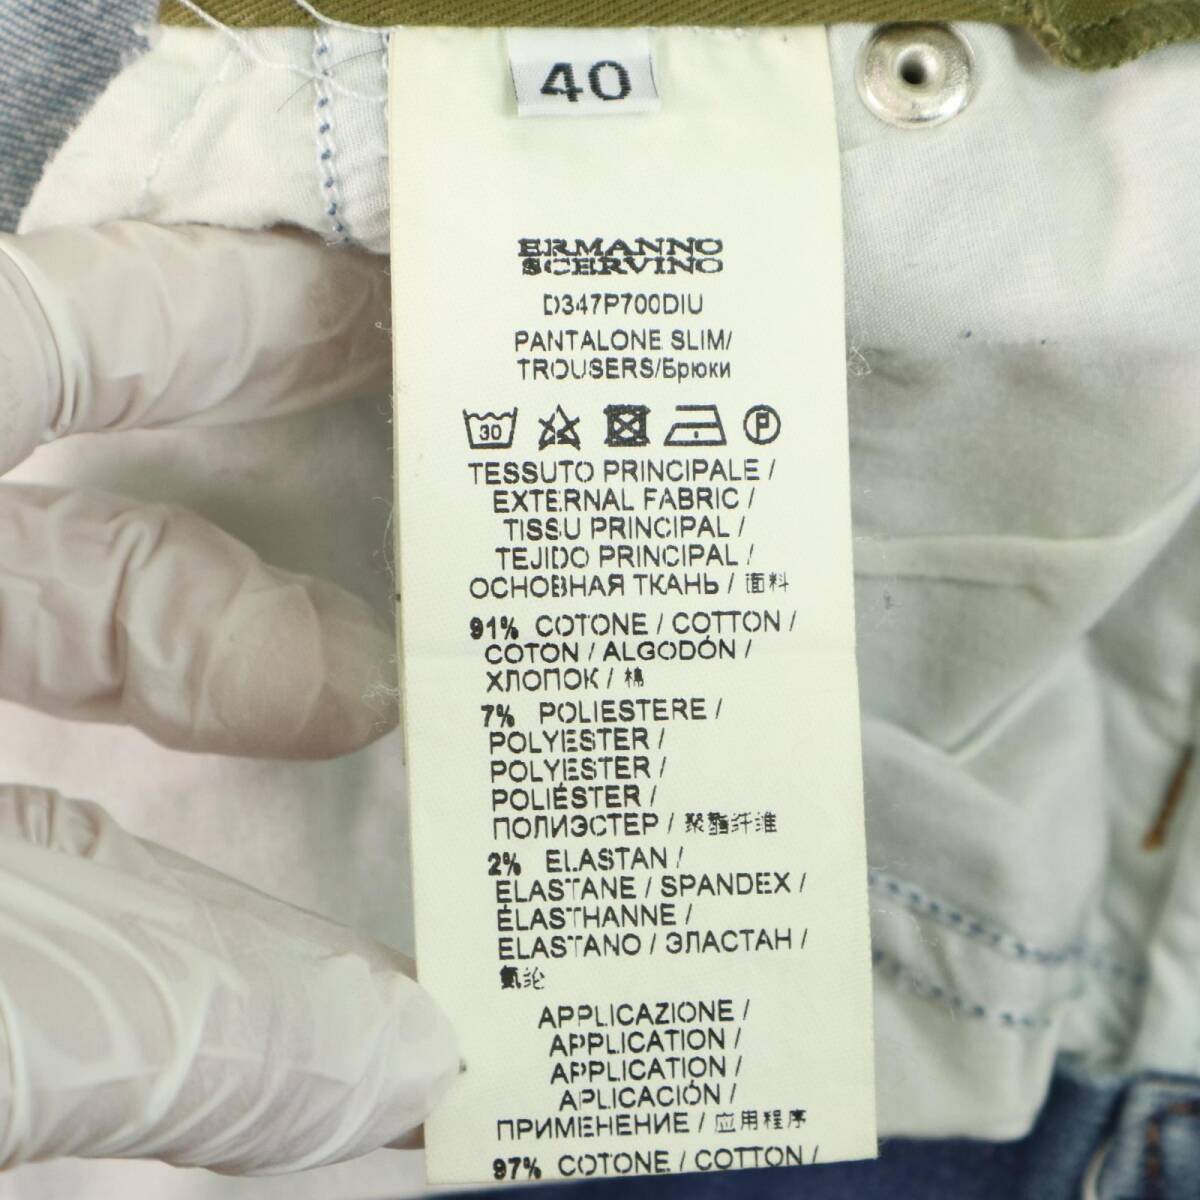 40
ERMANNO
SCERVINO
D347P700DIU
PANTALONE SLIM/
TROUSERS/Брюки
30 P
TESSUTO PRINCIPALE /
EXTERNAL FABRIC /
TISSU PRINCIPAL /
TEJIDO PRINCIPAL /
ОСНОВНАЯ ТКАНЬ / 面料
91% COTONE / COTTON /
COTON / ALGODÓN /
ХЛОПОК / 棉
7% POLIESTERE /
POLYESTER /
POLYESTER /
POLIÉSTER /
ПОЛИЭСТЕР / 聚酯纤维
2% ELASTAN /
ELASTANE / SPANDEX /
ÉLASTHANNE /
ELASTANO / ЭЛАСТАН /
氨纶
APPLICAZIONE /
APPLICATION /
APPLICATION /
APLICACIÓN /
ПРИМЕНЕНИЕ / 应用程序
97% COTONE / COTTON /